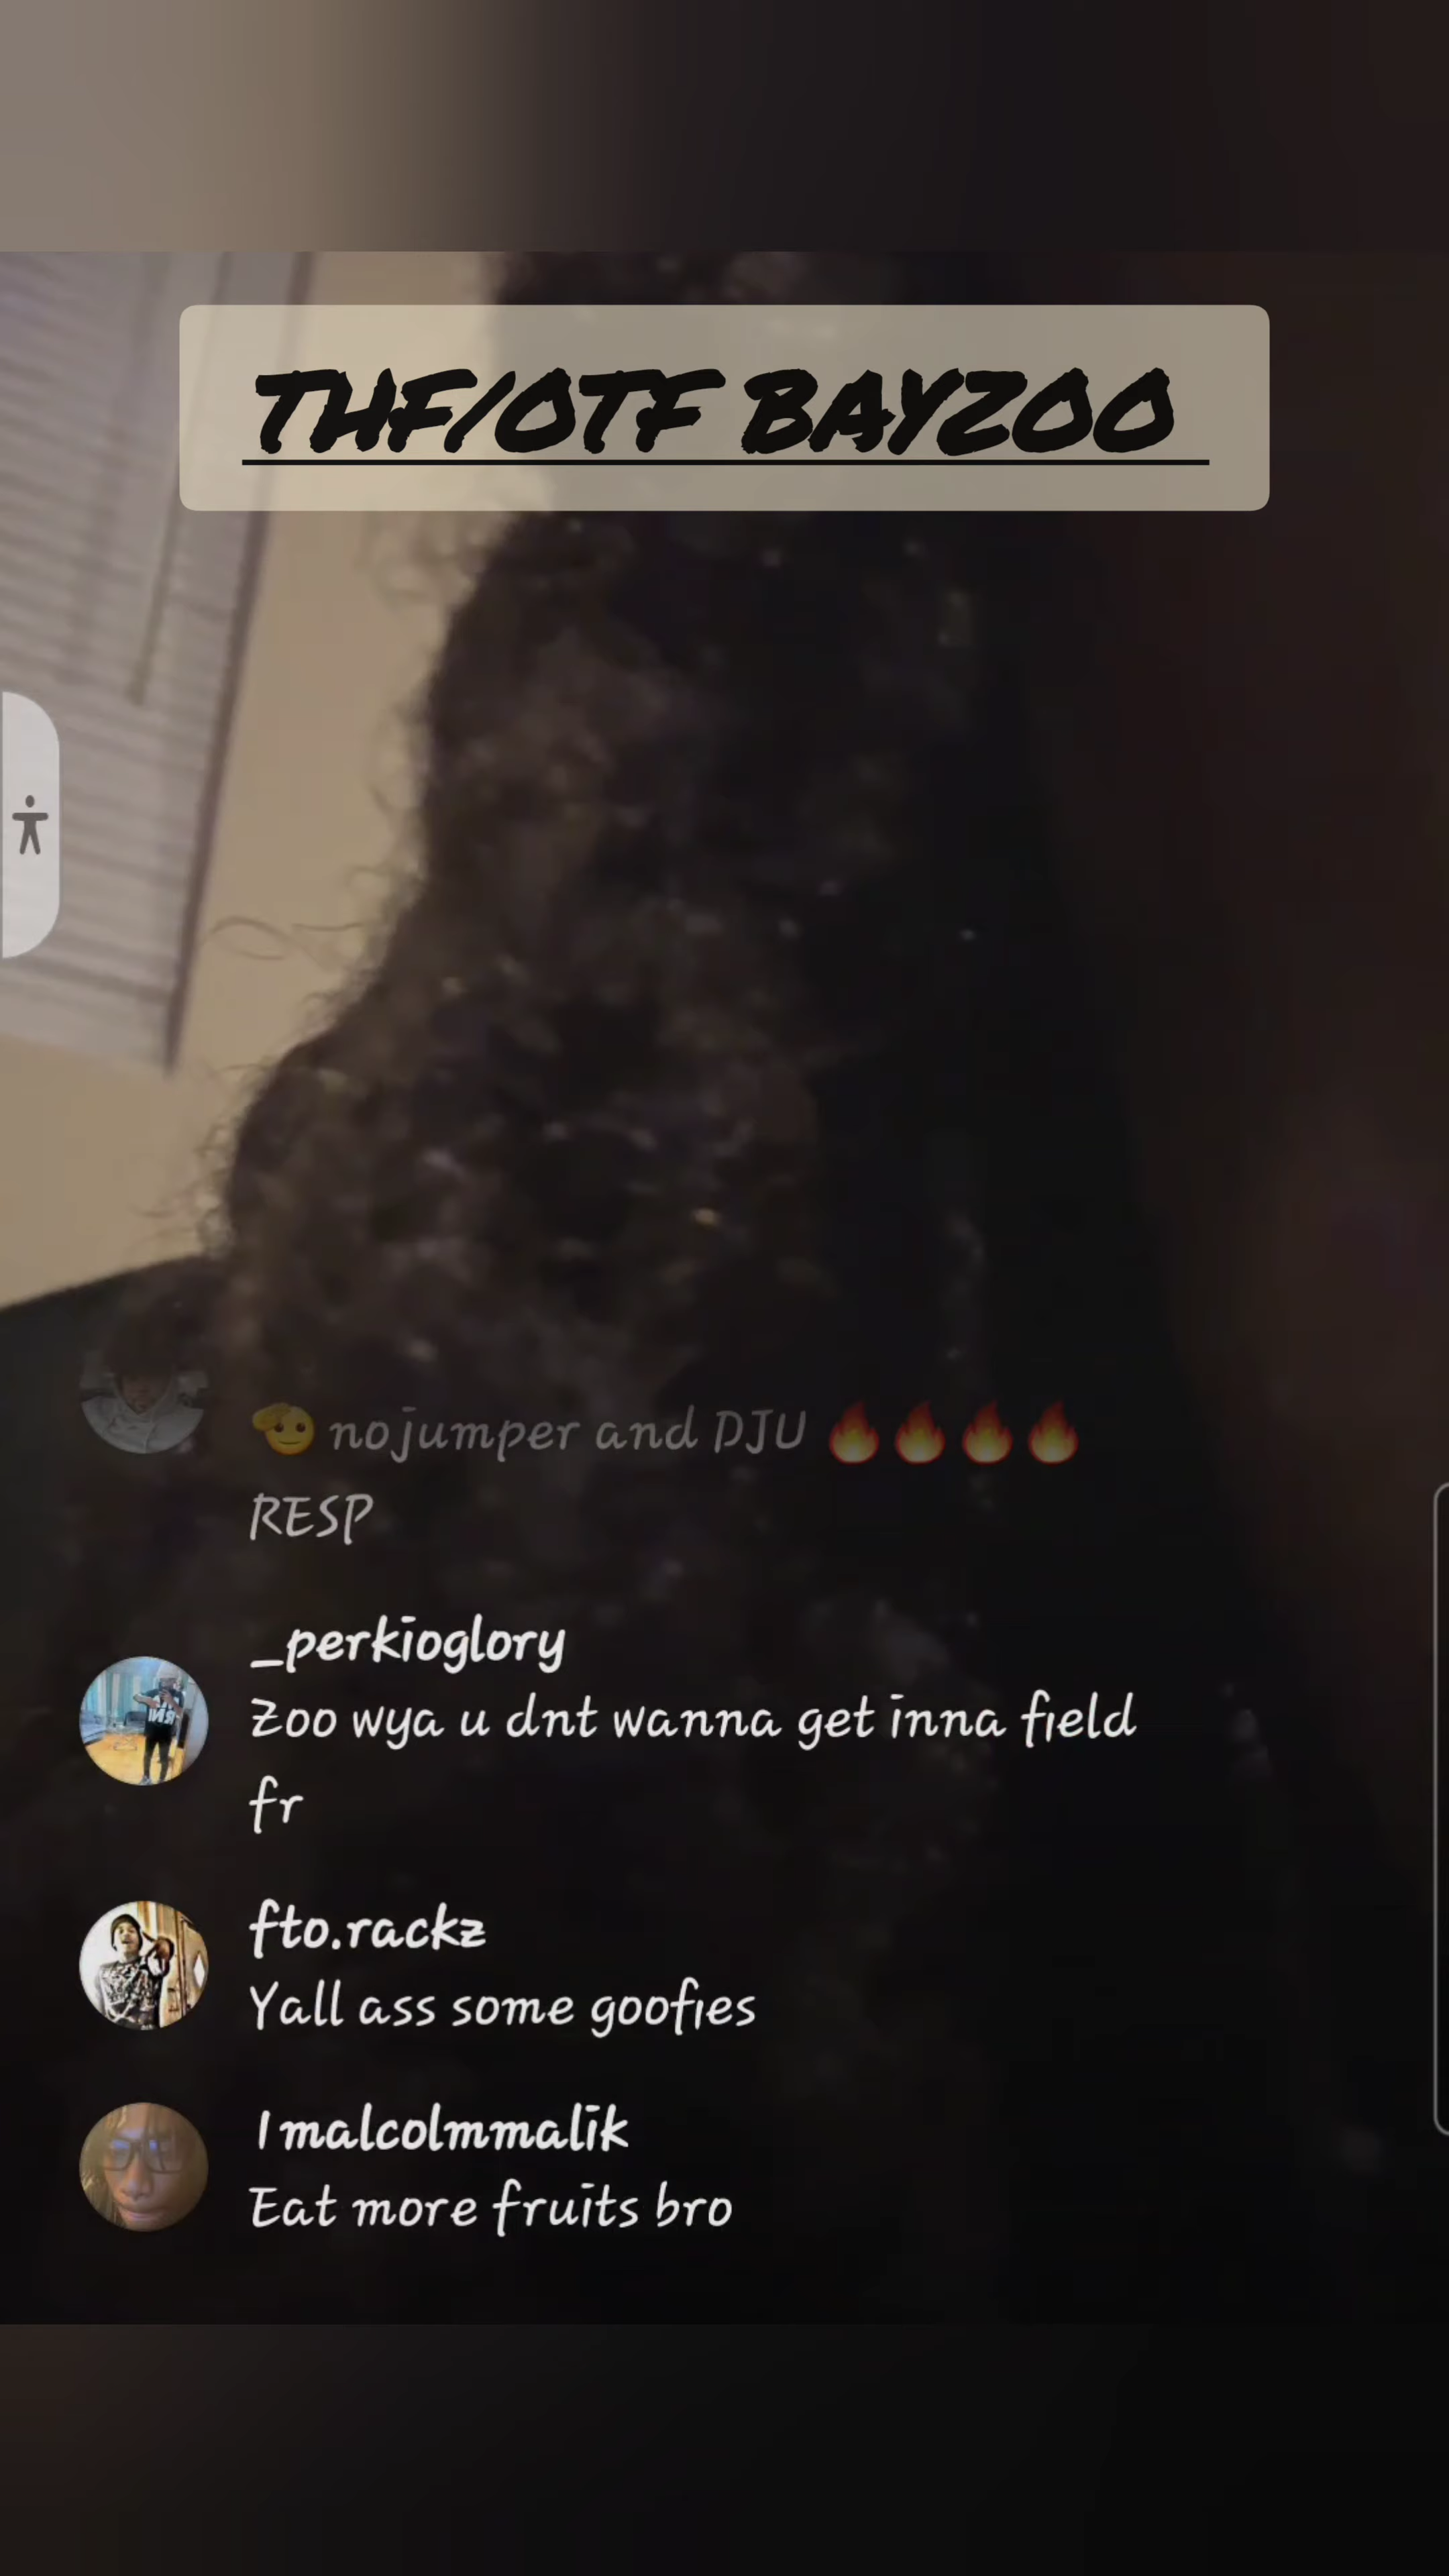 THF/OTF BAYZOO
🫡 nojumper and DJU 🔥🔥🔥🔥
RESP
_perkioglory
Zoo wya u dnt wanna get inna field
fr
fto.rackz
Yall ass some goofies
1malcolmmalik
Eat more fruits bro